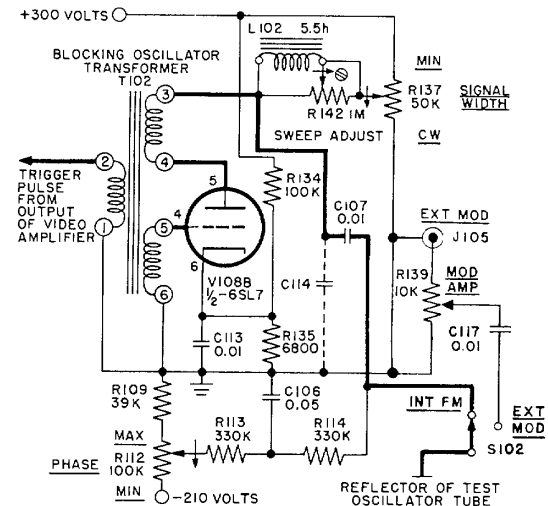 +300 VOLTS
L102 5.5h
BLOCKING OSCILLATOR
TRANSFORMER
T102
MIN
R137
50K
SIGNAL
WIDTH
CW
R142 1M
SWEEP ADJUST
3
2
4
5
TRIGGER
PULSE
FROM
OUTPUT
OF VIDEO
AMPLIFIER
1
5
4
6
6
R134
100K
C107
0.01
EXT MOD
J105
V108B
1/2-6SL7
C114
R139
10K
MOD
AMP
C117
0.01
C113
0.01
R135
6800
R109
39K
C106
0.05
R113
330K
R114
330K
INT FM
EXT
MOD
S102
MAX
R112
100K
PHASE
MIN
-210 VOLTS
REFLECTOR OF TEST
OSCILLATOR TUBE